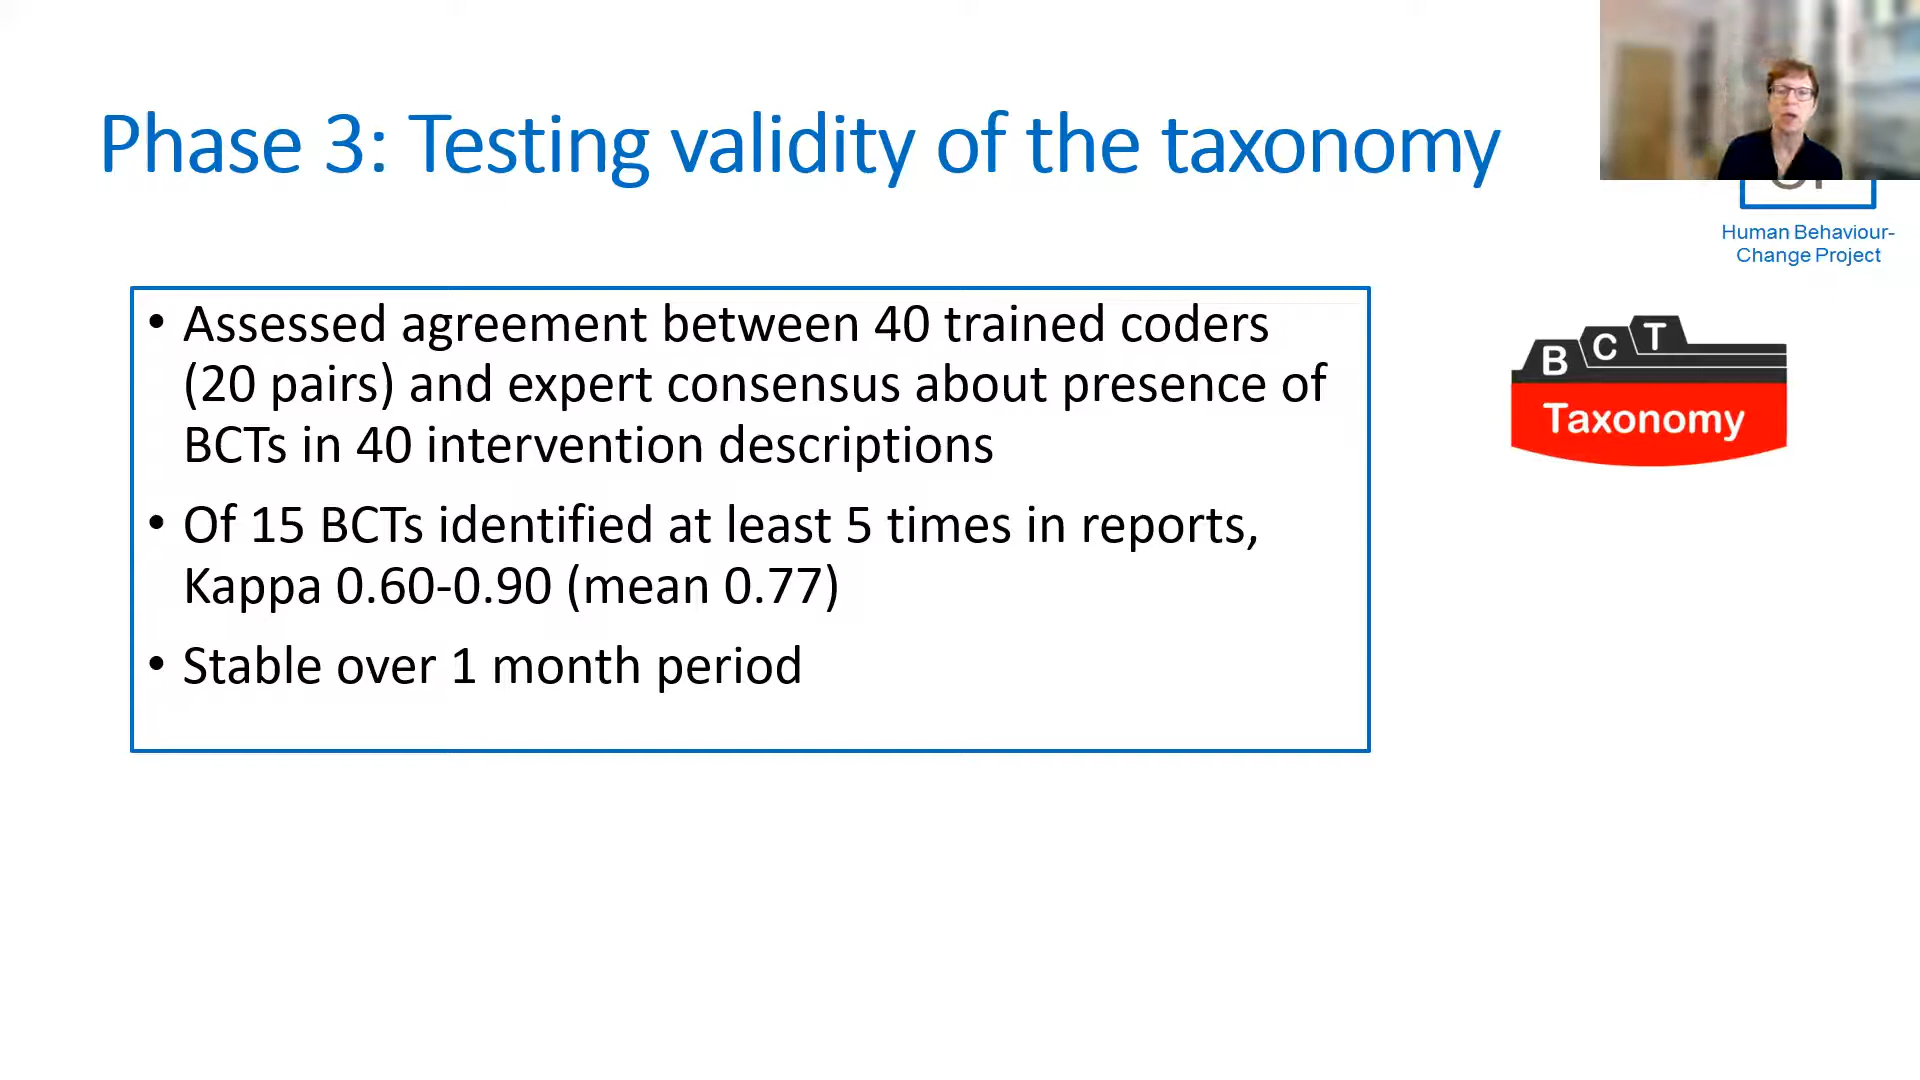 Phase 3: Testing validity of the taxonomy
Human Behaviour-
Change Project
• Assessed agreement between 40 trained coders
(20 pairs) and expert consensus about presence of
BCTs in 40 intervention descriptions
• Of 15 BCTs identified at least 5 times in reports,
Kappa 0.60-0.90 (mean 0.77)
• Stable over 1 month period
B C T
Taxonomy